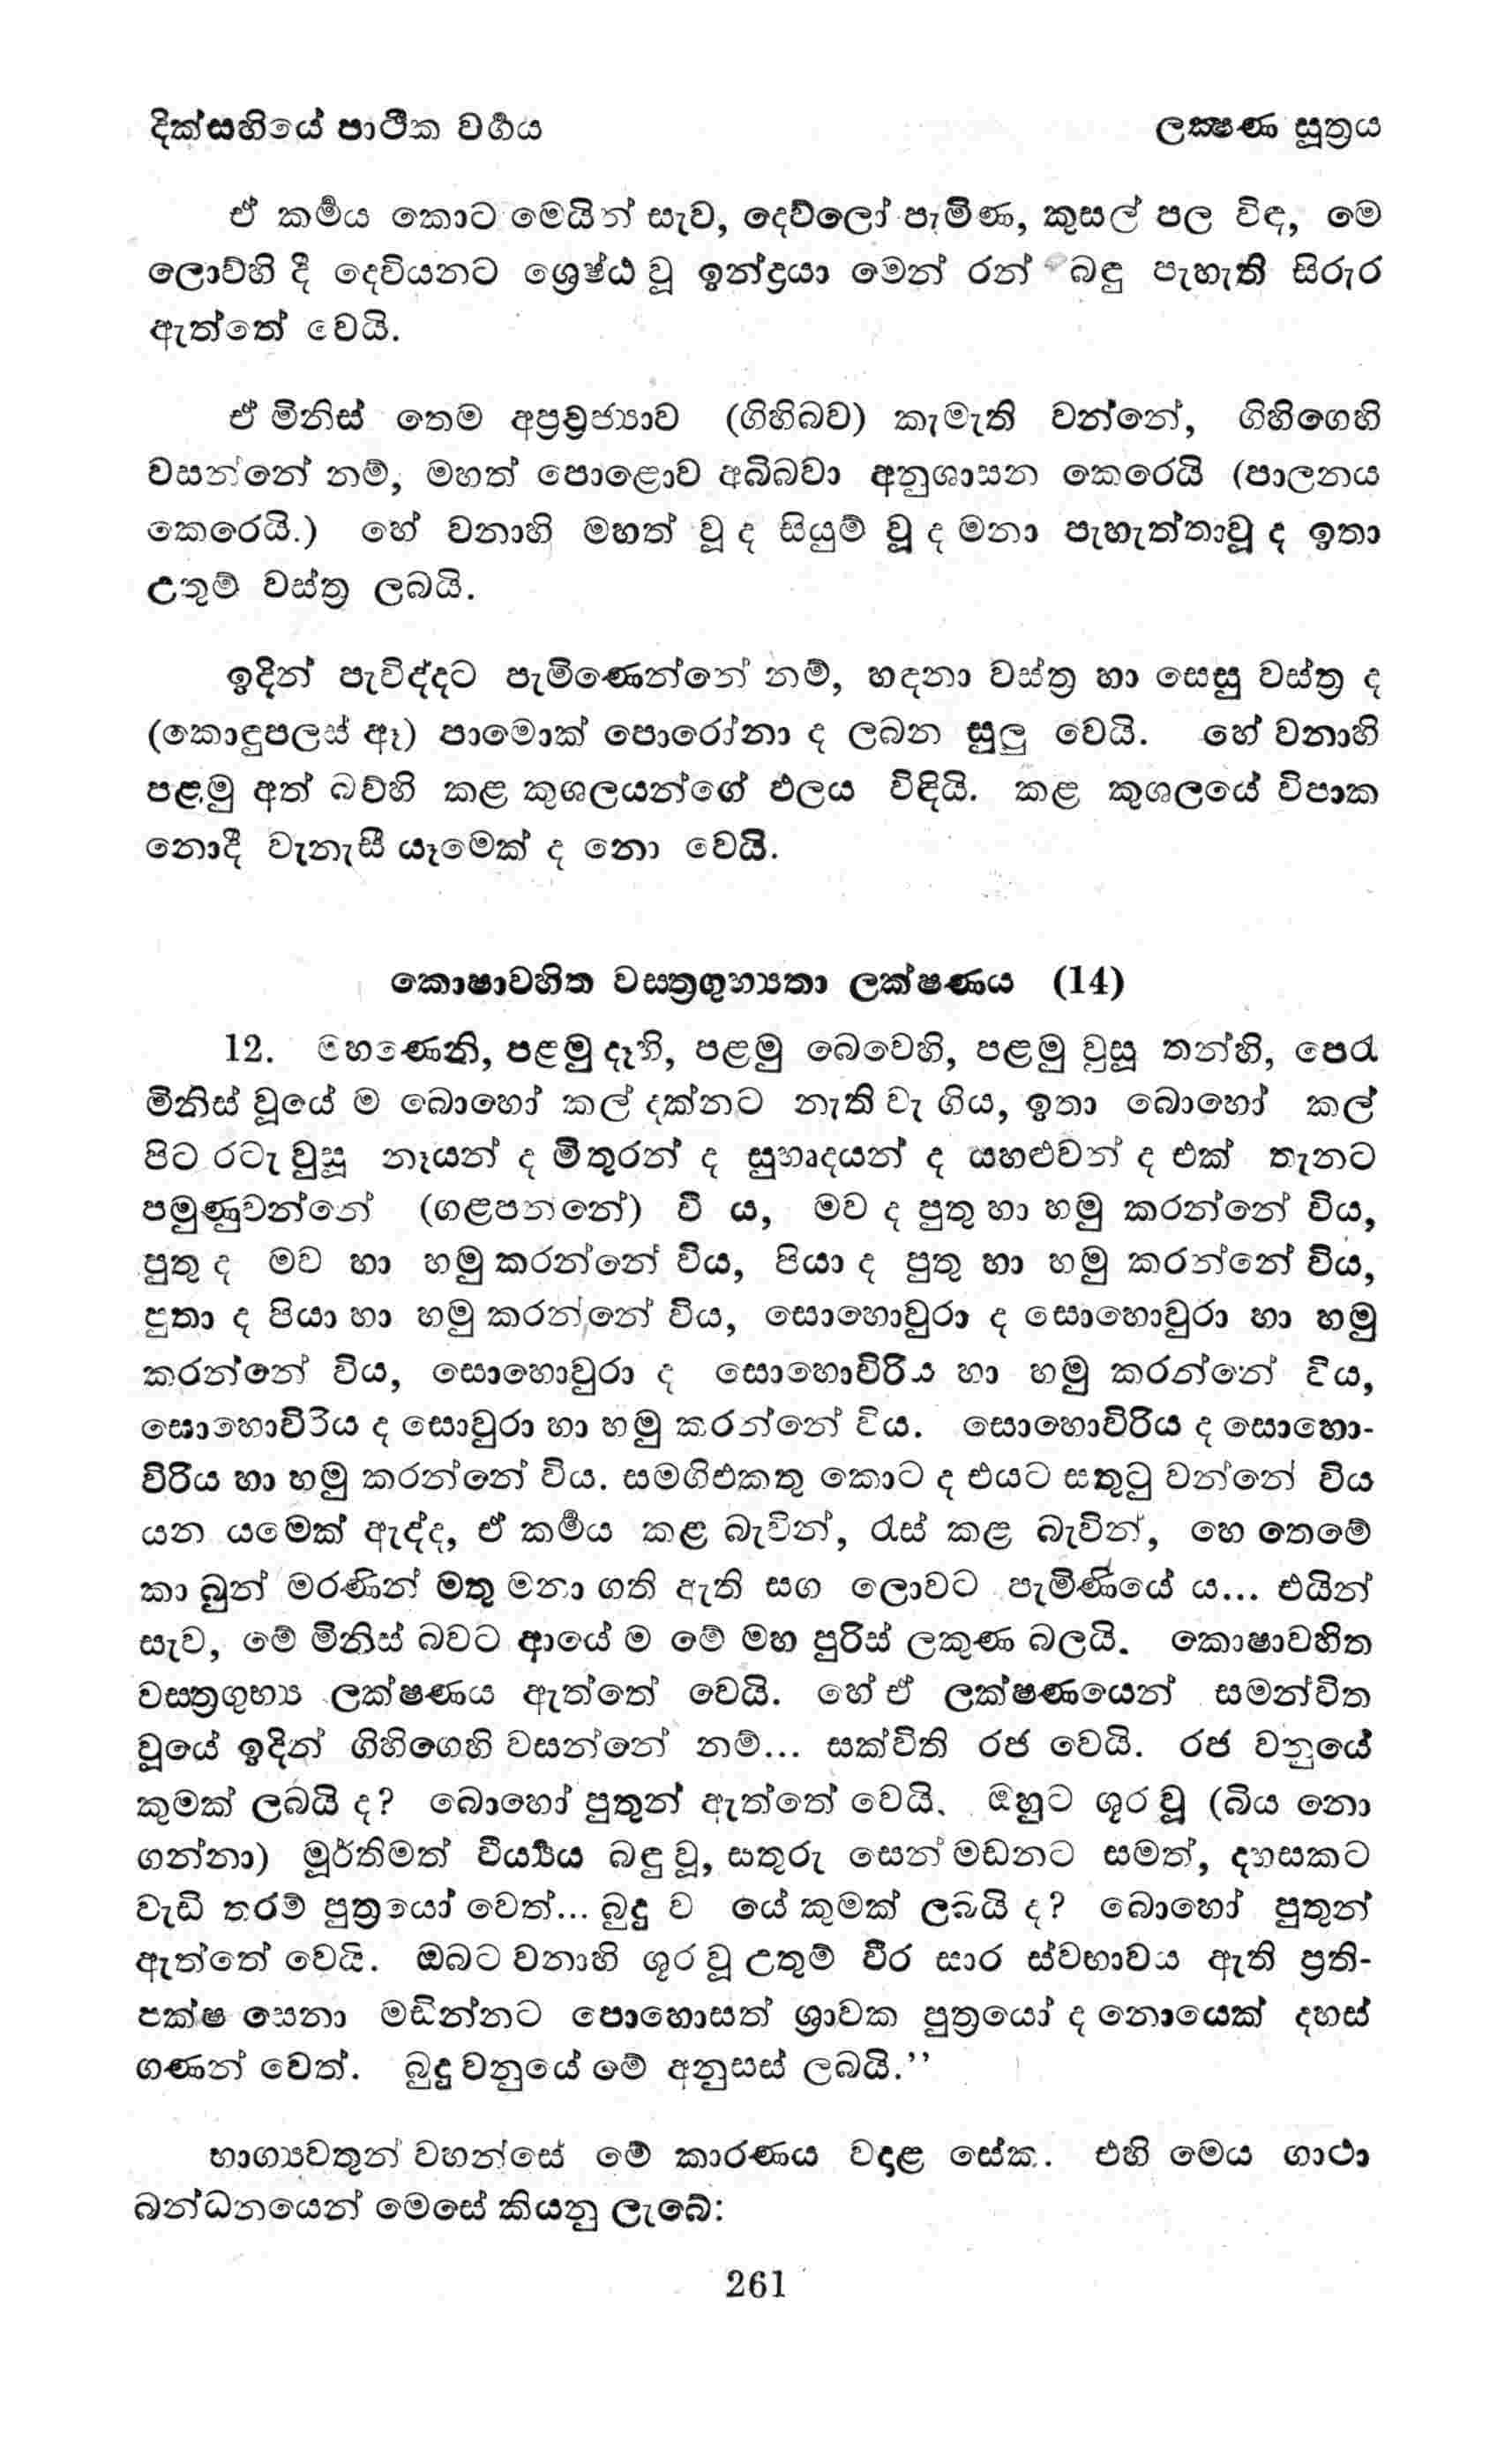 දික්සඟියේ පාථික වර්‍ගය
ලක්‍ෂණ සූත්‍රය
ඒ කර්‍මය කොට මෙයින් සැව, දෙව්ලෝ පැමිණ, කුසල් පල විඳ, මෙ
ලොව්හි දී දෙවියනට ශ්‍රෙෂ්ඨ වූ ඉන්ද්‍රයා මෙන් රන් බඳු පැහැති සිරුර
ඇත්තේ වෙයි.
ඒ මිනිස් තෙම අප්‍රව්‍රජ්‍යාව (ගිහිබව) කැමැති වන්නේ, ගිහිගෙහි
වසන්නේ නම්, මහත් පොළොව අබිබවා අනුශාසන කෙරෙයි (පාලනය
කෙරෙයි.) හේ වනාහි මහත් වූ ද සියුම් වූ ද මනා පැහැත්තාවූ ද ඉතා
උතුම් වස්ත්‍ර ලබයි.
ඉදින් පැවිද්දට පැමිණෙන්නේ නම්, හඳනා වස්ත්‍ර හා සෙසු වස්ත්‍ර ද
(කොඳුපලස් ඈ) පාමොක් පොරෝනා ද ලබන සුලු වෙයි. හේ වනාහි
පළමු අත් බව්හි කළ කුශලයන්ගේ ඵලය විඳියි. කළ කුශලයේ විපාක
නොදී වැනැසී යෑමෙක් ද නො වෙයි.
කොෂාවහිත වස්ත්‍රගුහ්‍යතා ලක්ෂණය (14)
12. මහණෙනි, පළමු දෑහි, පළමු බෙවෙහි, පළමු වුසූ තන්හි, පෙරැ
මිනිස් වූයේ ම බොහෝ කල් දක්නට නැති වැ ගිය, ඉතා බොහෝ කල්
පිට රටැ වුසූ නෑයන් ද මිතුරන් ද සුහෘදයන් ද යහළුවන් ද එක් තැනට
පමුණුවන්නේ (ගළපන්නේ) වී ය, මව ද පුතු හා හමු කරන්නේ විය,
පුතු ද මව හා හමු කරන්නේ විය, පියා ද පුතු හා හමු කරන්නේ විය,
පුතා ද පියා හා හමු කරන්නේ විය, සොහොවුරා ද සොහොවුරා හා හමු
කරන්නේ විය, සොහොවුරා ද සොහොවිරිය හා හමු කරන්නේ විය,
සොහොවිරිය ද සොවුරා හා හමු කරන්නේ විය. සොහොවිරිය ද සොහො-
විරිය හා හමු කරන්නේ විය. සමගිඑකතු කොට ද එයට සතුටු වන්නේ විය
යන යමෙක් ඇද්ද, ඒ කර්‍මය කළ බැවින්, රැස් කළ බැවින්, හෙ තෙමේ
කා බුන් මරණින් මතු මනා ගති ඇති සග ලොවට පැමිණියේ ය... එයින්
සැව, මේ මිනිස් බවට ආයේ ම මේ මහ පුරිස් ලකුණ බලයි. කොෂාවහිත
වස්ත්‍රගුහ්‍ය ලක්ෂණය ඇත්තේ වෙයි. හේ ඒ ලක්ෂණයෙන් සමන්විත
වූයේ ඉදින් ගිහිගෙහි වසන්නේ නම්... සක්විති රජ වෙයි. රජ වනුයේ
කුමක් ලබයි ද? බොහෝ පුතුන් ඇත්තේ වෙයි. ඔහුට ශූර වූ (බිය නො
ගන්නා) මූර්තිමත් වීර්‍ය්‍යය බඳු වූ, සතුරු සෙන් මඩනට සමත්, දහසකට
වැඩි තරම් පුත්‍රයෝ වෙත්... බුදු ව යේ කුමක් ලබයි ද? බොහෝ පුතුන්
ඇත්තේ වෙයි. ඔබට වනාහි ශූර වූ උතුම් වීර සාර ස්වභාවය ඇති ප්‍රති-
පක්ෂ සෙනා මඩින්නට පොහොසත් ශ්‍රාවක පුත්‍රයෝ ද නොයෙක් දහස්
ගණන් වෙත්. බුදු වනුයේ මේ අනුසස් ලබයි.’’
භාග්‍යවතුන් වහන්සේ මේ කාරණය වදාළ සේක. එහි මෙය ගාථා
බන්ධනයෙන් මෙසේ කියනු ලැබේ:
261